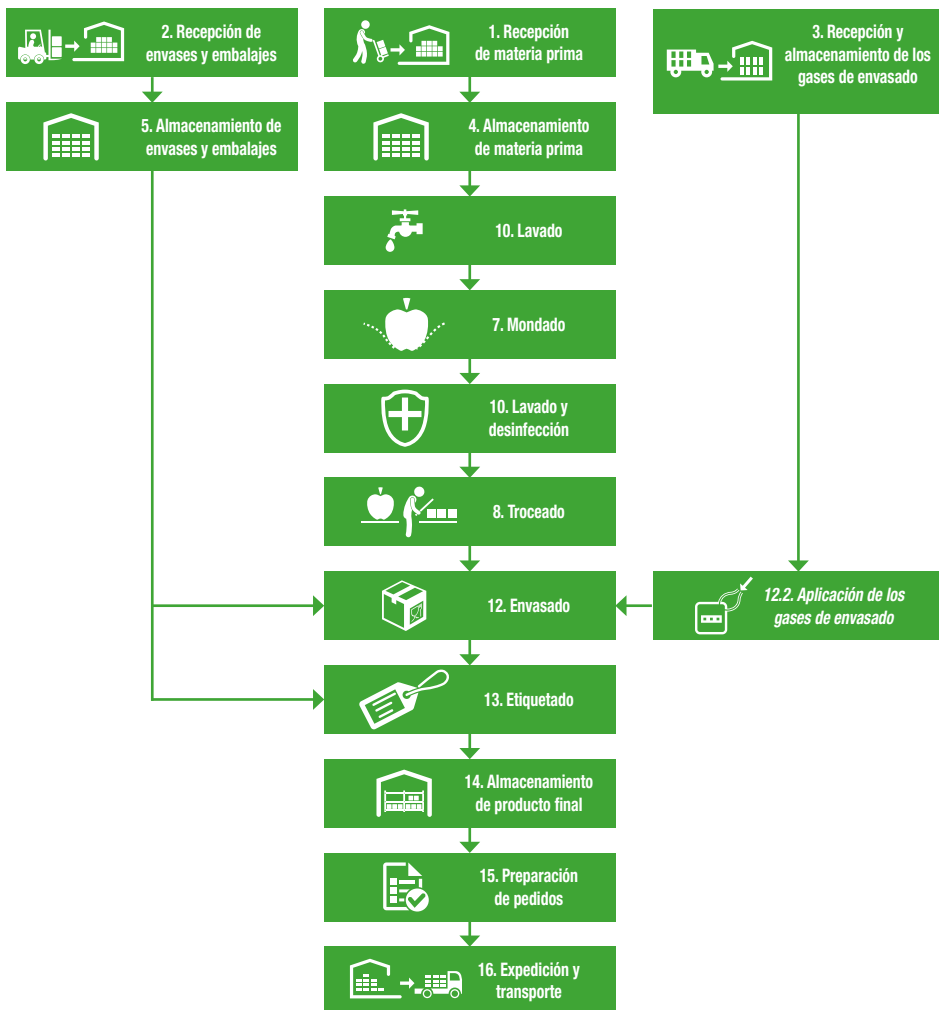 2. Recepción de
envases y embalajes
1. Recepción
de materia prima
3. Recepción y
almacenamiento de los
gases de envasado
5. Almacenamiento de
envases y embalajes
4. Almacenamiento
de materia prima
10. Lavado
7. Mondado
10. Lavado y
desinfección
8. Troceado
12. Envasado
12.2. Aplicación de los
gases de envasado
13. Etiquetado
14. Almacenamiento
de producto final
15. Preparación
de pedidos
16. Expedición y
transporte